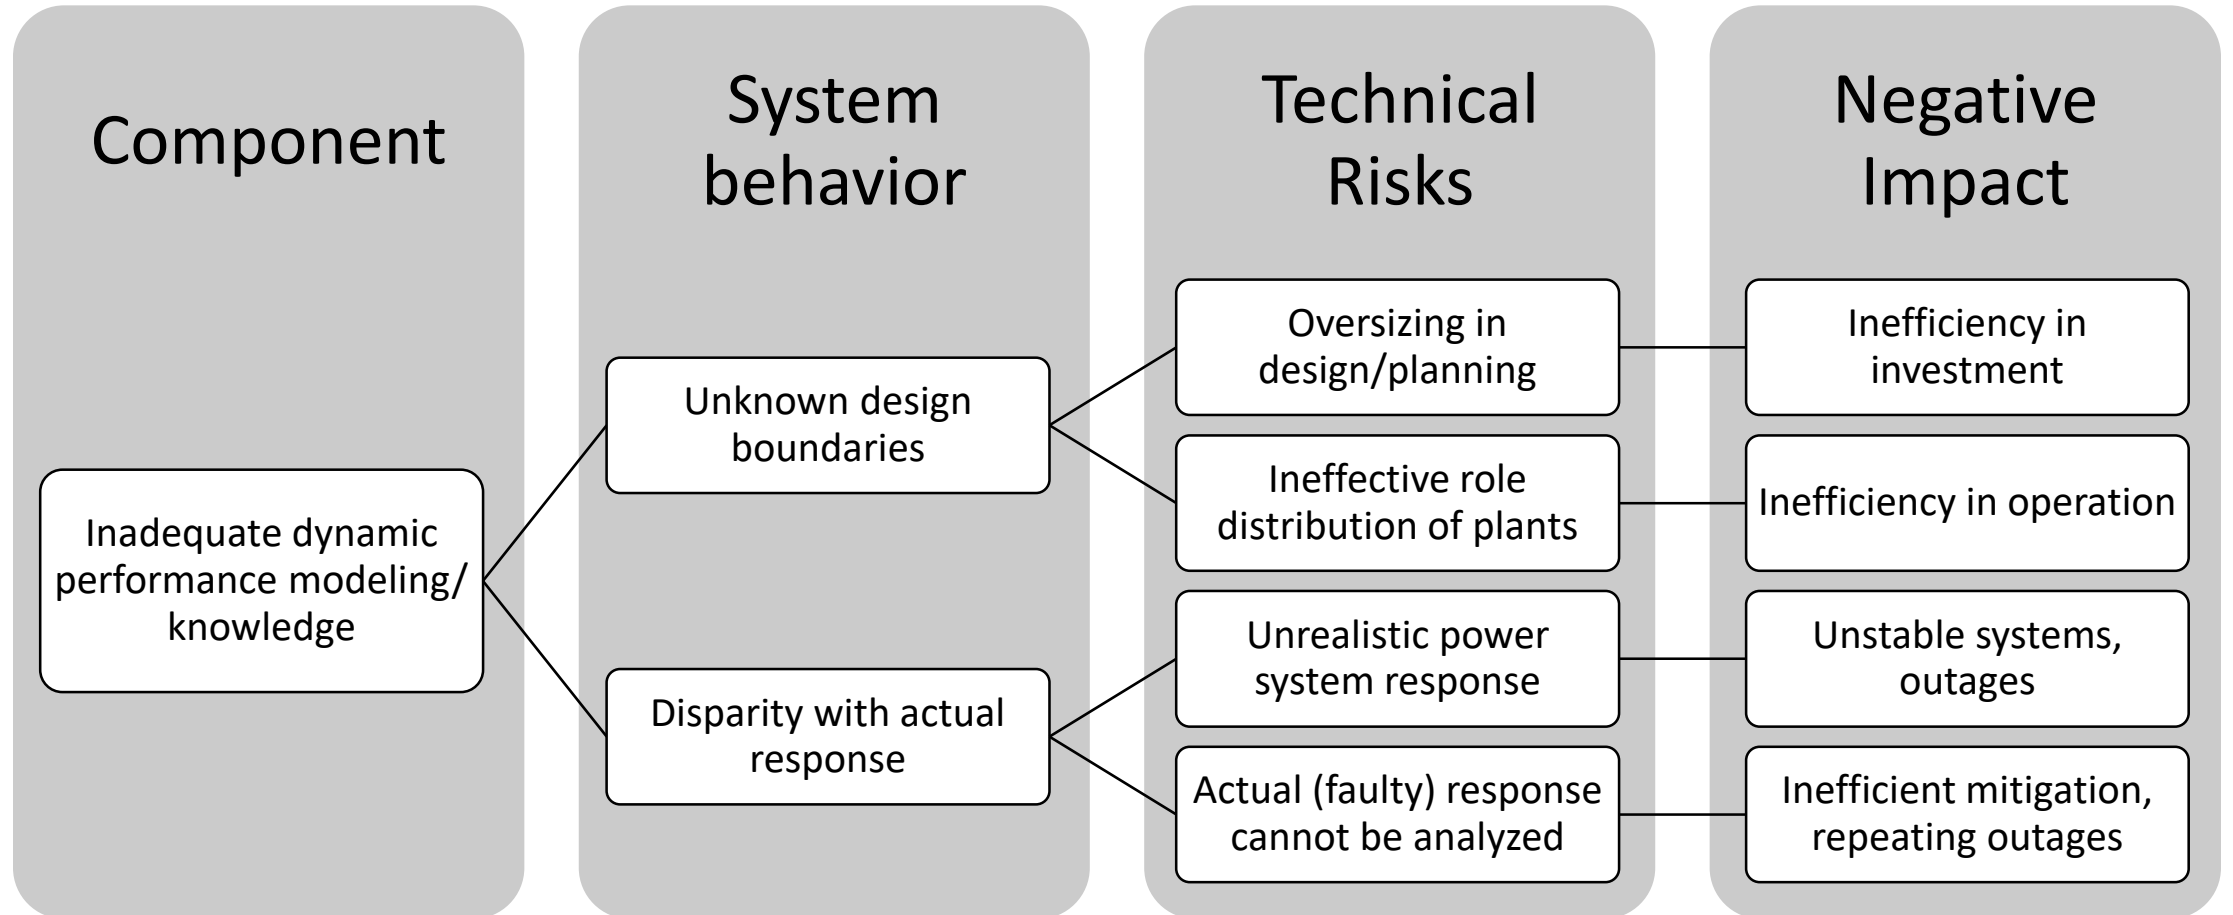 Component
System
behavior
Technical
Risks
Negative
Impact
Inadequate dynamic
performance modeling/
knowledge
Unknown design
boundaries
Disparity with actual
response
Oversizing in
design/planning
Ineffective role
distribution of plants
Unrealistic power
system response
Actual (faulty) response
cannot be analyzed
Inefficiency in
investment
Inefficiency in operation
Unstable systems,
outages
Inefficient mitigation,
repeating outages